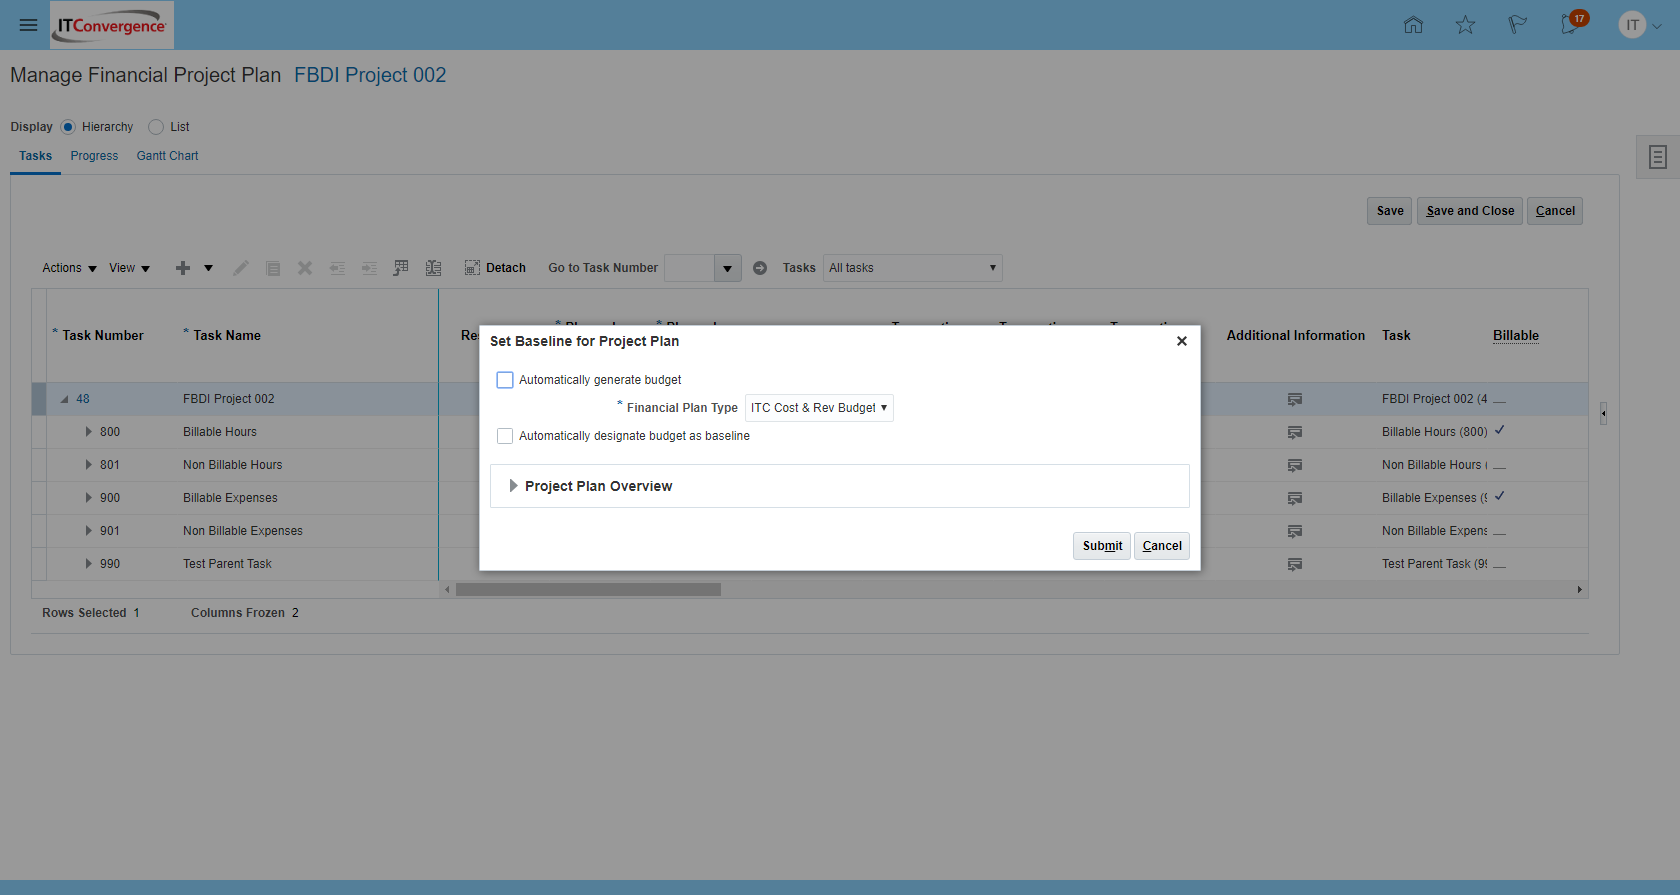 ITConvergence
17
IT
Manage Financial Project Plan FBDI Project 002
Display Hierarchy List
Tasks Progress Gantt Chart
Save Save and Close Cancel
Actions View Detach Go to Task Number Tasks All tasks
* Task Number * Task Name Additional Information Task Billable
48 FBDI Project 002 FBDI Project 002 (4
800 Billable Hours Billable Hours (800)
801 Non Billable Hours Non Billable Hours (
900 Billable Expenses Billable Expenses (9
901 Non Billable Expenses Non Billable Expens
990 Test Parent Task Test Parent Task (99
Rows Selected 1 Columns Frozen 2
Set Baseline for Project Plan
Automatically generate budget
* Financial Plan Type ITC Cost & Rev Budget
Automatically designate budget as baseline
Project Plan Overview
Submit Cancel